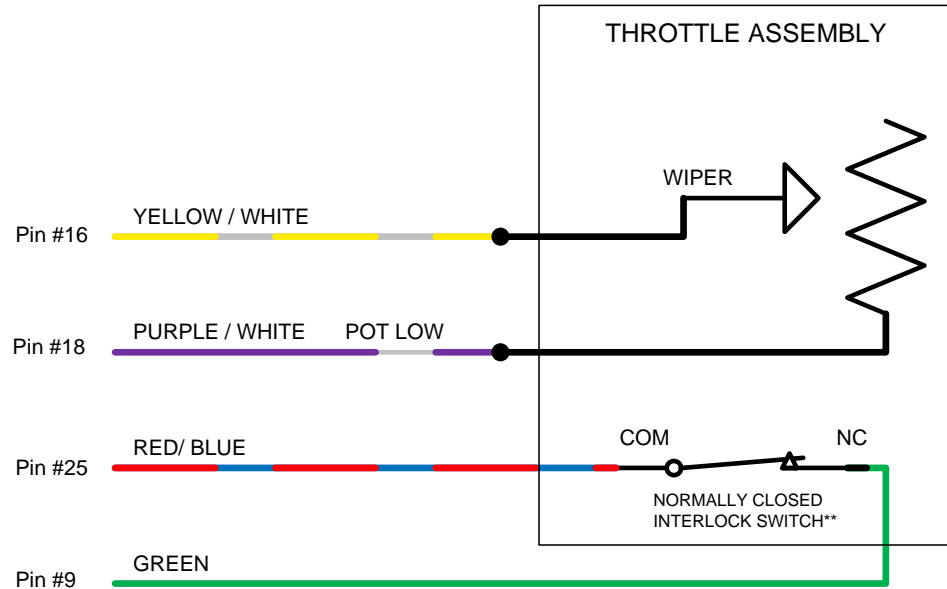 THROTTLE ASSEMBLY
WIPER
YELLOW / WHITE
Pin #16
PURPLE / WHITE POT LOW
Pin #18
RED/ BLUE COM NC
Pin #25
NORMALLY CLOSED
INTERLOCK SWITCH**
GREEN
Pin #9